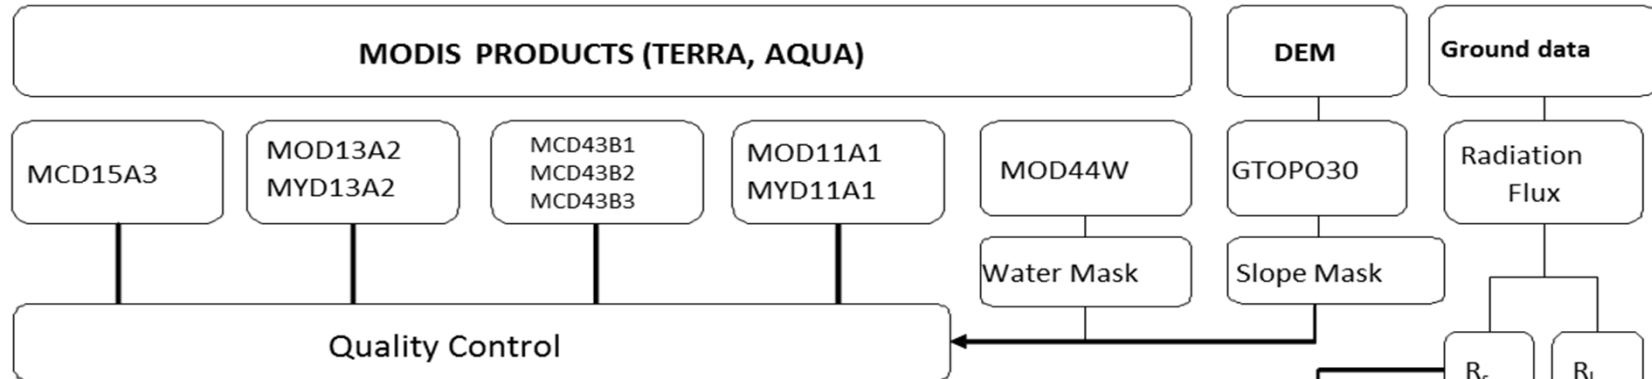 MODIS PRODUCTS (TERRA, AQUA)
DEM
Ground data
MCD15A3
MOD13A2
MYD13A2
MCD43B1
MCD43B2
MCD43B3
MOD11A1
MYD11A1
MOD44W
GTOPO30
Radiation
Flux
Water Mask
Slope Mask
Quality Control